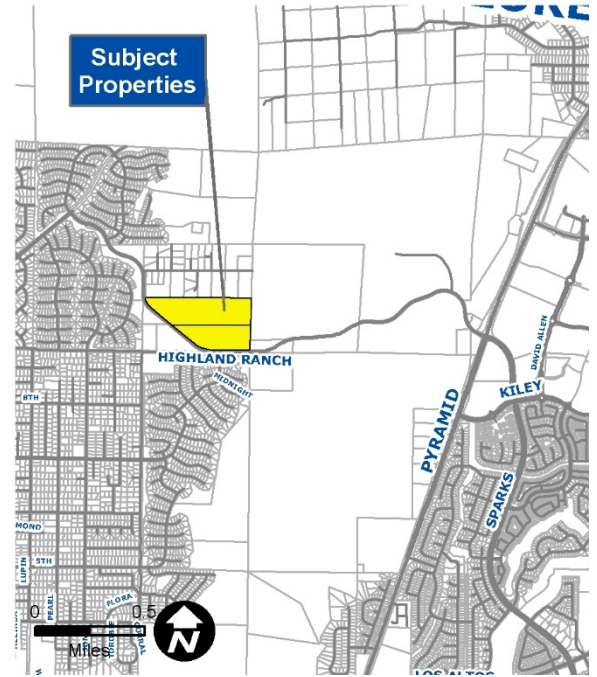 Subject
Properties
HIGHLAND RANCH
MIDNIGHT
8TH
DAVID ALLEN
KILEY
PYRAMID
SPARKS
MOND
5TH
LUPIN
PEARL
FLORA
0 0.5
Miles
N
LOS ALTOS